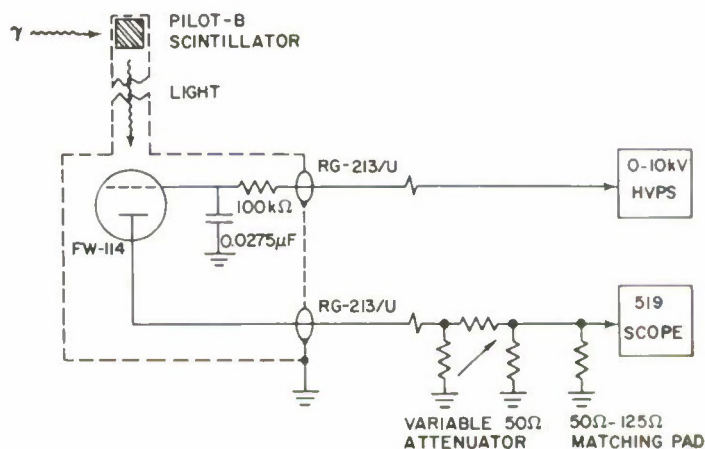 γ
PILOT-B
SCINTILLATOR
LIGHT
RG-213/U
0-10kV
HVPS
100kΩ
0.0275μF
FW-114
RG-213/U
519
SCOPE
VARIABLE 50Ω
ATTENUATOR
50Ω-125Ω
MATCHING PAD